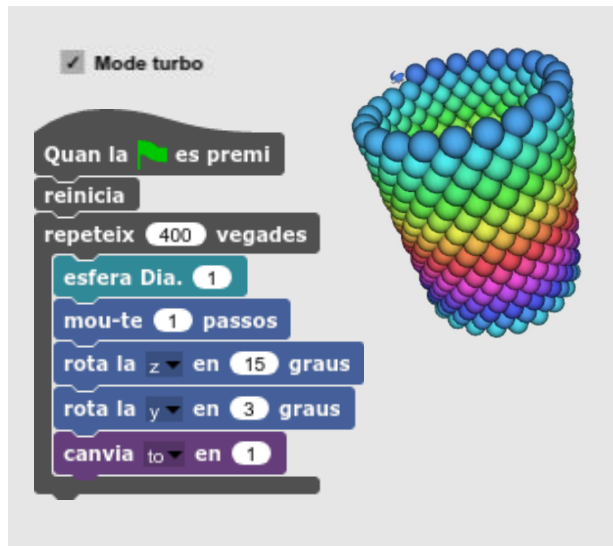 Mode turbo
Quan la es premi
reinicia
repeteix 400 vegades
esfera Dia. 1
mou-te 1 passos
rota la z en 15 graus
rota la y en 3 graus
canvia to en 1